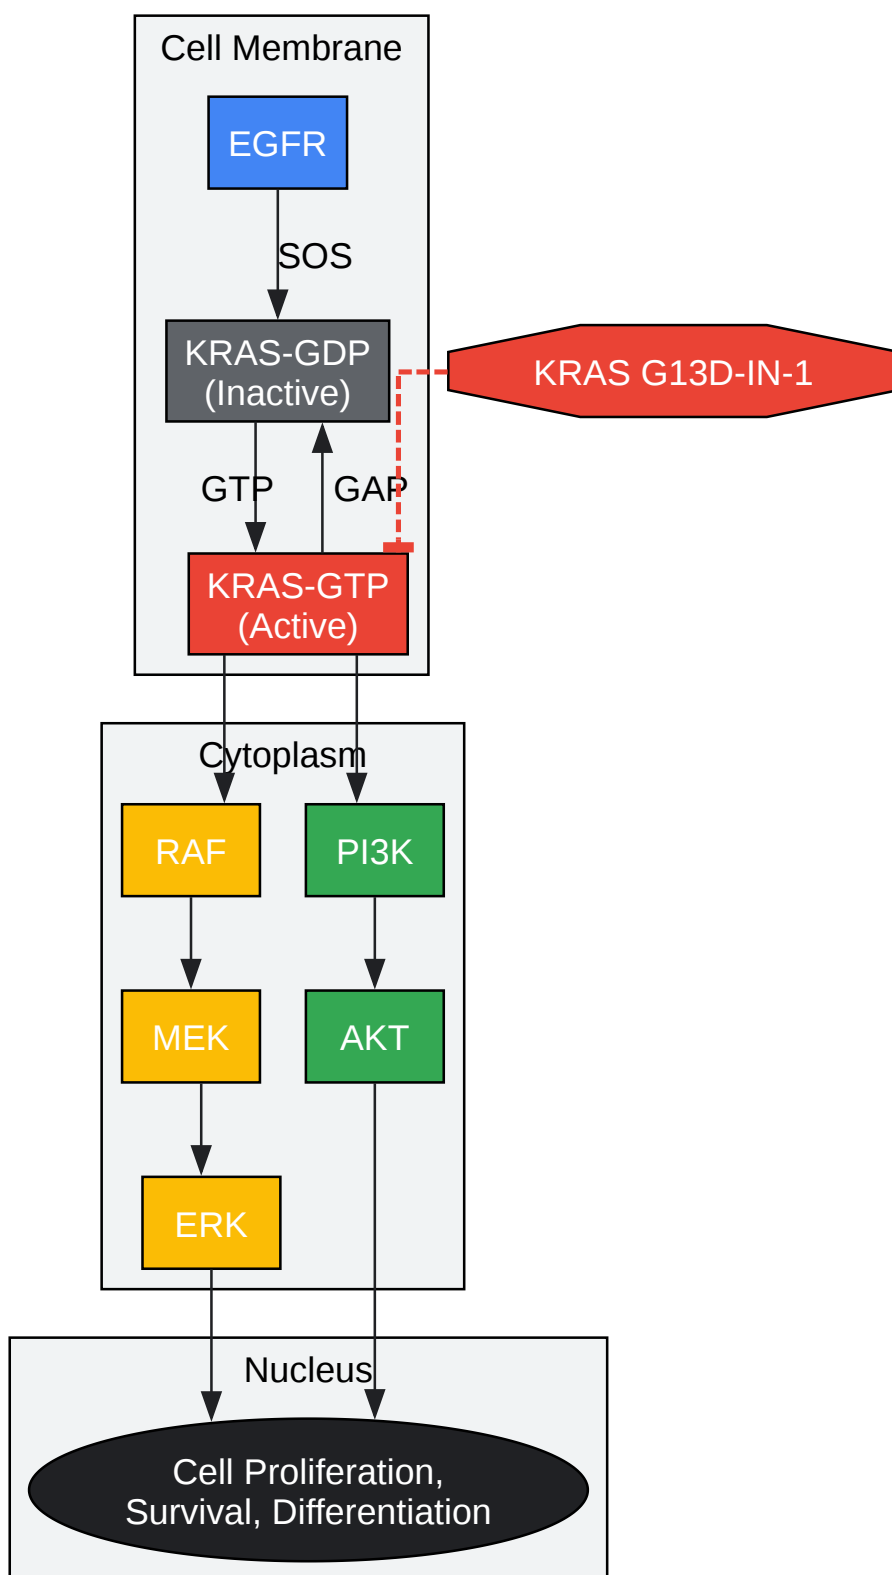 Cell Membrane
EGFR
SOS
KRAS-GDP
(Inactive)
KRAS G13D-IN-1
GTP
GAP
KRAS-GTP
(Active)
Cytoplasm
RAF
PI3K
MEK
AKT
ERK
Nucleus
Cell Proliferation,
Survival, Differentiation